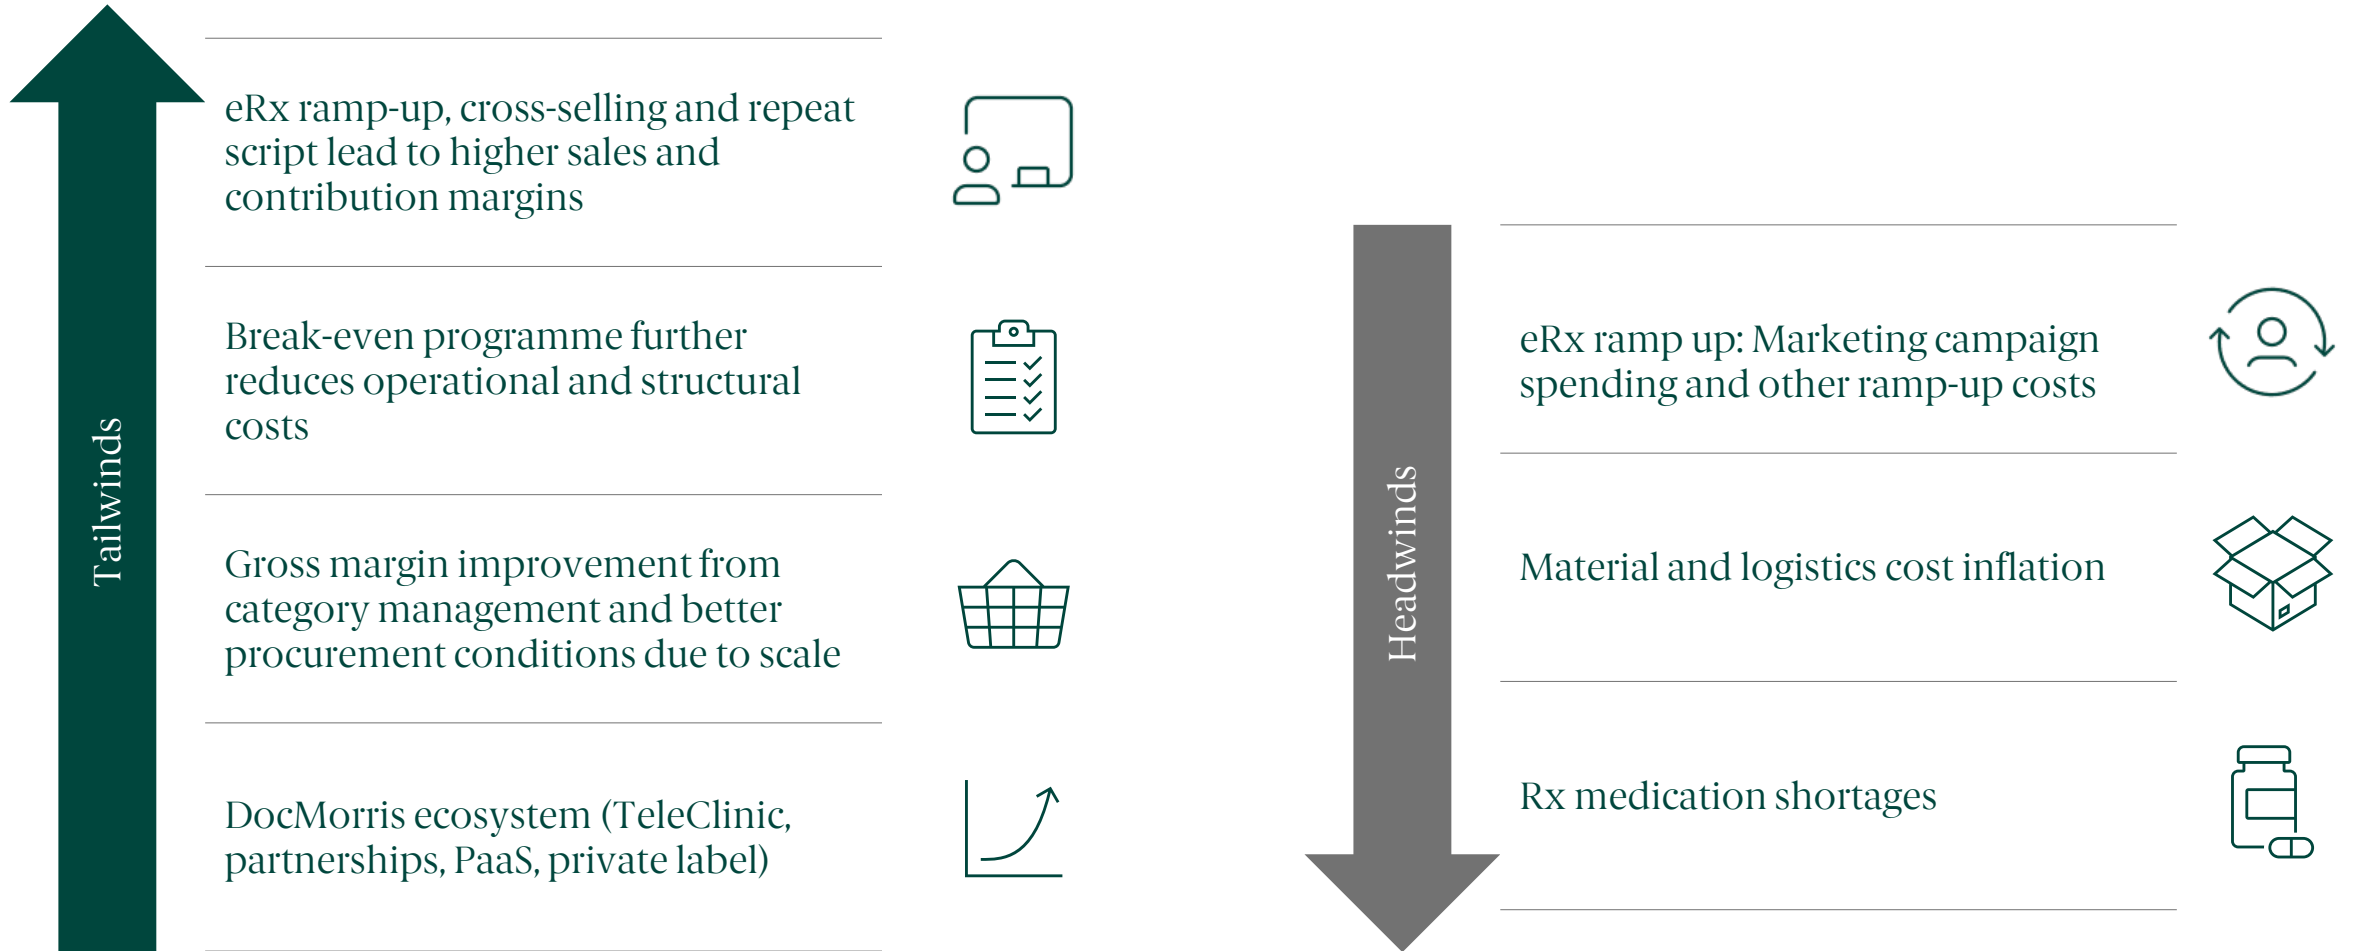 Tailwinds
eRx ramp-up, cross-selling and repeat
script lead to higher sales and
contribution margins
Break-even programme further
reduces operational and structural
costs
Gross margin improvement from
category management and better
procurement conditions due to scale
DocMorris ecosystem (TeleClinic,
partnerships, PaaS, private label)
Headwinds
eRx ramp up: Marketing campaign
spending and other ramp-up costs
Material and logistics cost inflation
Rx medication shortages